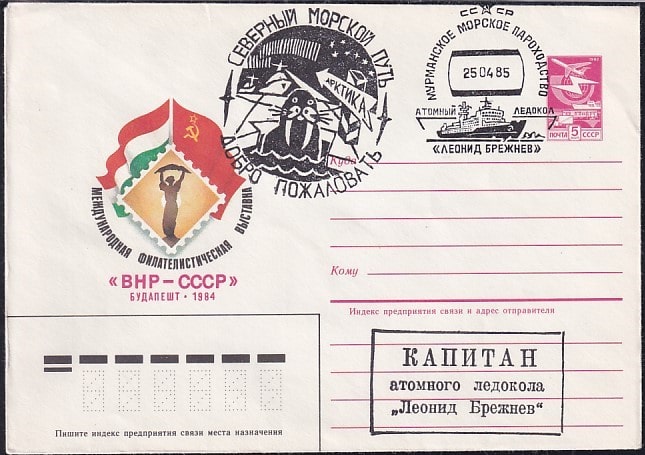 СЕВЕРНЫЙ МОРСКОЙ ПУТЬ
АРКТИКА
ДОБРО ПОЖАЛОВАТЬ
СССР
МУРМАНСКОЕ МОРСКОЕ ПАРОХОДСТВО
25 04 85
АТОМНЫЙ ЛЕДОКОЛ
«ЛЕОНИД БРЕЖНЕВ»
ПОЧТА 5 СССР
МЕЖДУНАРОДНАЯ ФИЛАТЕЛИСТИЧЕСКАЯ ВЫСТАВКА
«ВНР–СССР»
БУДАПЕШТ • 1984
Куда
Кому
Индекс предприятия связи и адрес отправителя
КАПИТАН
атомного ледокола
„Леонид Брежнев“
Пишите индекс предприятия связи места назначения